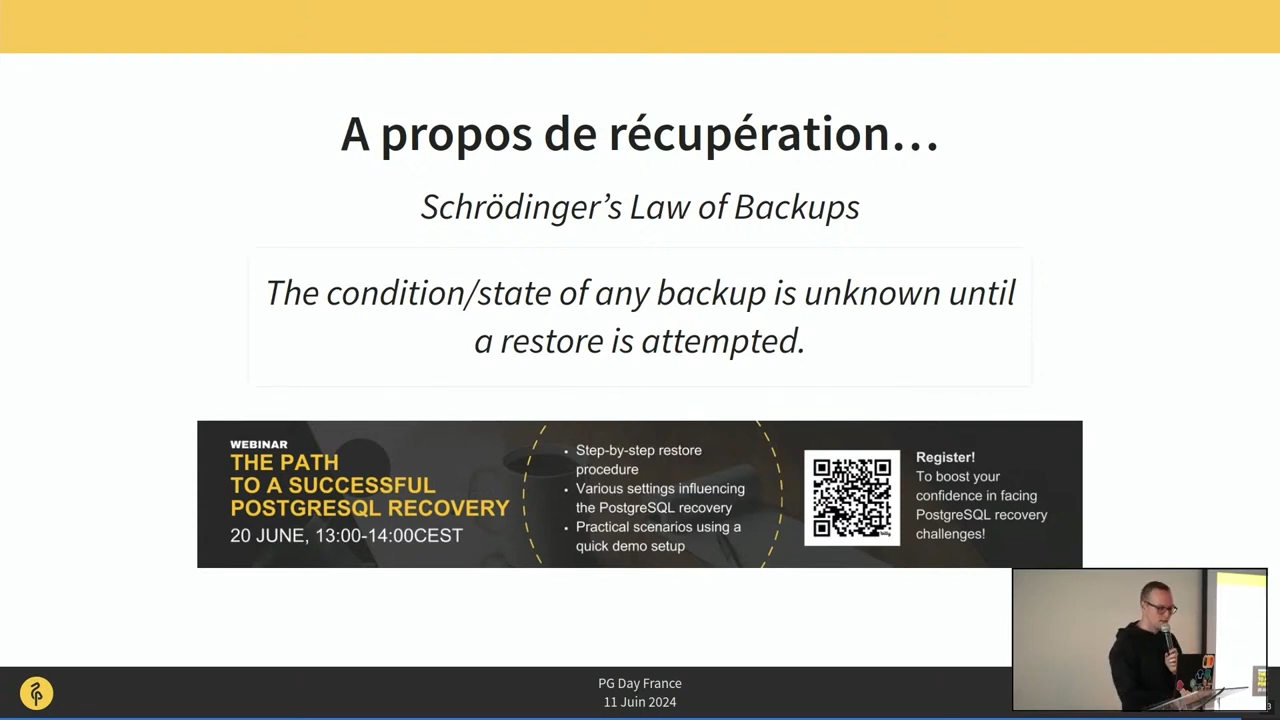 A propos de récupération…
Schrödinger’s Law of Backups
The condition/state of any backup is unknown until
a restore is attempted.
WEBINAR
THE PATH
TO A SUCCESSFUL
POSTGRESQL RECOVERY
20 JUNE, 13:00-14:00CEST
• Step-by-step restore
procedure
• Various settings influencing
the PostgreSQL recovery
• Practical scenarios using a
quick demo setup
Register!
To boost your
confidence in facing
PostgreSQL recovery
challenges!
PG Day France
11 Juin 2024